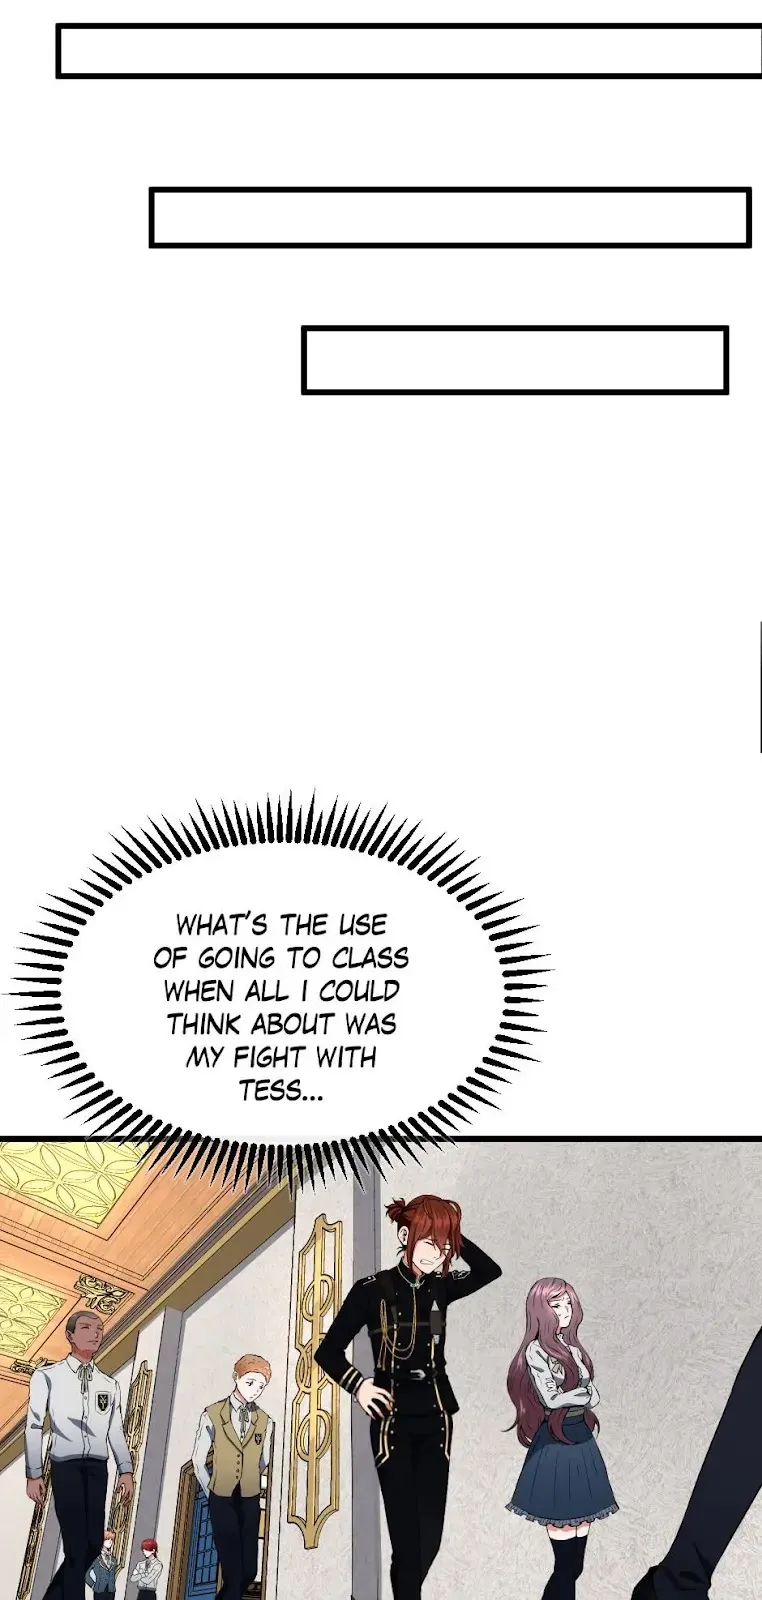 WHAT'S THE USE
OF GOING TO CLASS
WHEN ALL I COULD
THINK ABOUT WAS
MY FIGHT WITH
TESS...